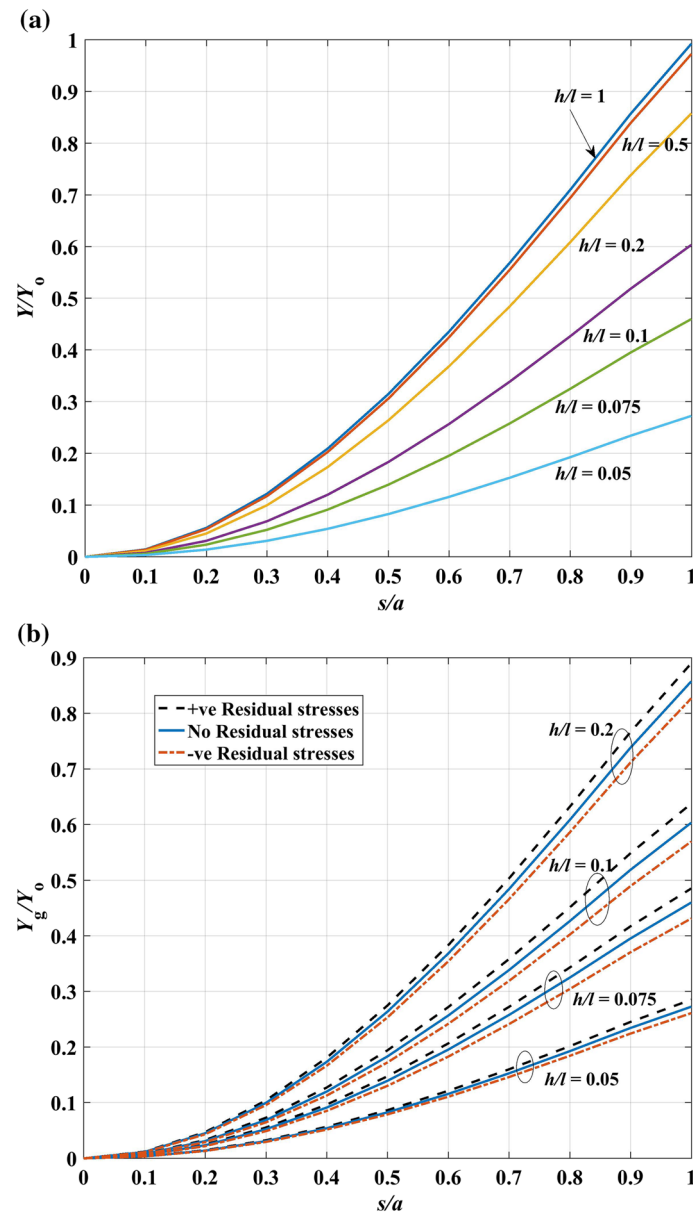 (a)
1
0.9
0.8
0.7
0.6
0.5
0.4
0.3
0.2
0.1
0
Y/Yo
h/l = 1
h/l = 0.5
h/l = 0.2
h/l = 0.1
h/l = 0.075
h/l = 0.05
0 0.1 0.2 0.3 0.4 0.5 0.6 0.7 0.8 0.9 1
s/a
(b)
0.9
0.8
0.7
0.6
0.5
0.4
0.3
0.2
0.1
0
Yg/Yo
+ve Residual stresses
No Residual stresses
-ve Residual stresses
h/l = 0.2
h/l = 0.1
h/l = 0.075
h/l = 0.05
0 0.1 0.2 0.3 0.4 0.5 0.6 0.7 0.8 0.9 1
s/a